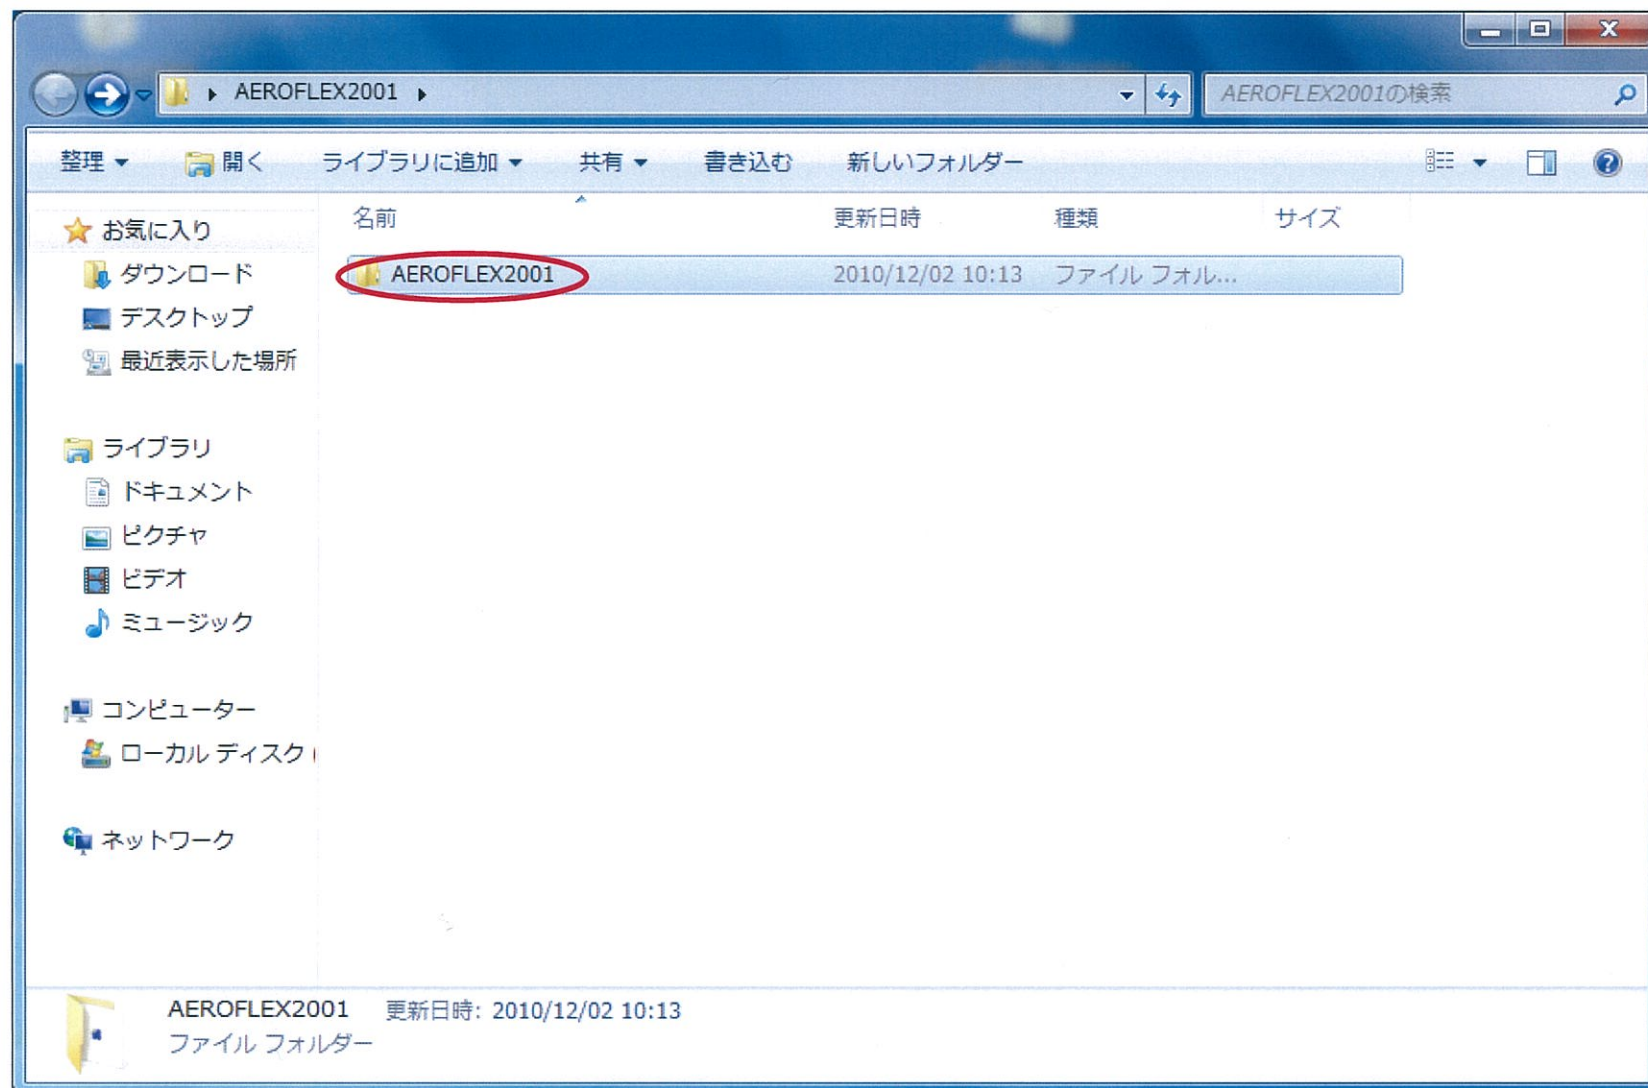 AEROFLEX2001
AEROFLEX2001の検索
整理 開く ライブラリに追加 共有 書き込む 新しいフォルダー
お気に入り
ダウンロード
デスクトップ
最近表示した場所
ライブラリ
ドキュメント
ピクチャ
ビデオ
ミュージック
コンピューター
ローカル ディスク (
ネットワーク
名前 更新日時 種類 サイズ
AEROFLEX2001 2010/12/02 10:13 ファイル フォル...
AEROFLEX2001 更新日時: 2010/12/02 10:13
ファイル フォルダー